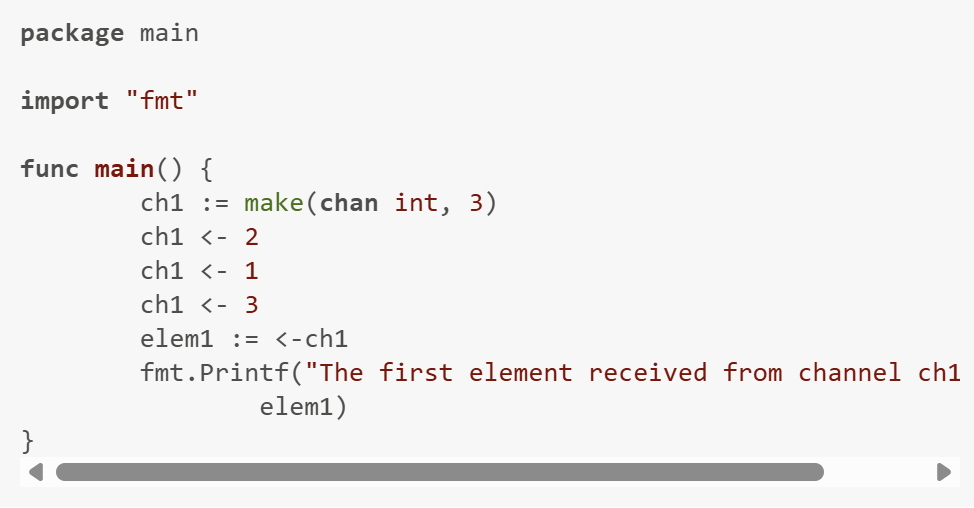 package main
import "fmt"
func main() {
ch1 := make(chan int, 3)
ch1 <- 2
ch1 <- 1
ch1 <- 3
elem1 := <-ch1
fmt.Printf("The first element received from channel ch1
elem1)
}